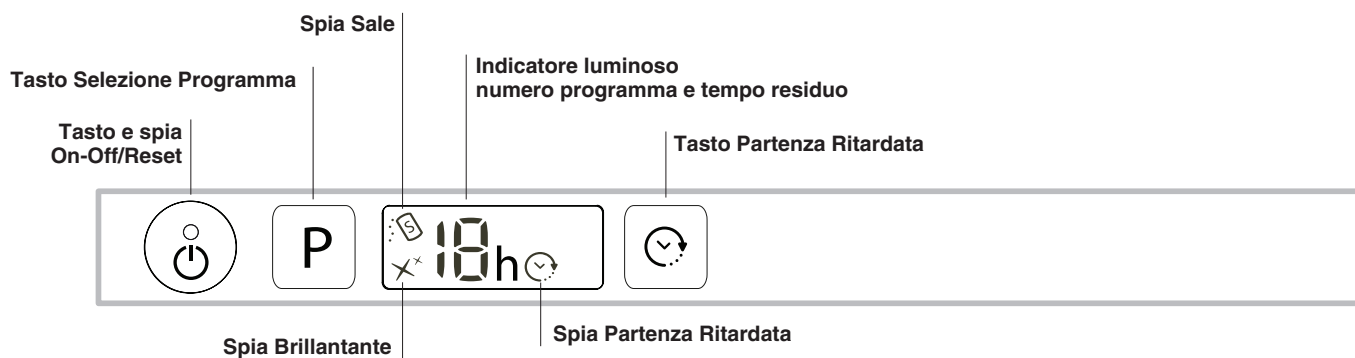 Spia Sale
Indicatore luminoso
numero programma e tempo residuo
Tasto Selezione Programma
Tasto e spia
On-Off/Reset
Tasto Partenza Ritardata
P
S
18h
Spia Partenza Ritardata
Spia Brillantante